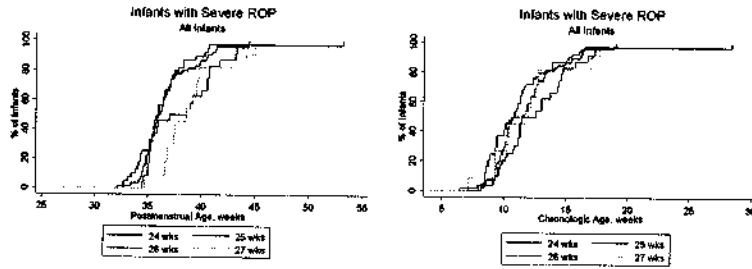 Infants with Severe ROP
All Infants
% of Infants
100
80
60
40
20
0
25
30
35
40
45
50
55
Postmenstrual Age, weeks
24 wks
25 wks
26 wks
27 wks
Infants with Severe ROP
All Infants
% of Infants
100
80
60
40
20
0
5
10
15
20
25
30
Chronologic Age, weeks
24 wks
25 wks
26 wks
27 wks